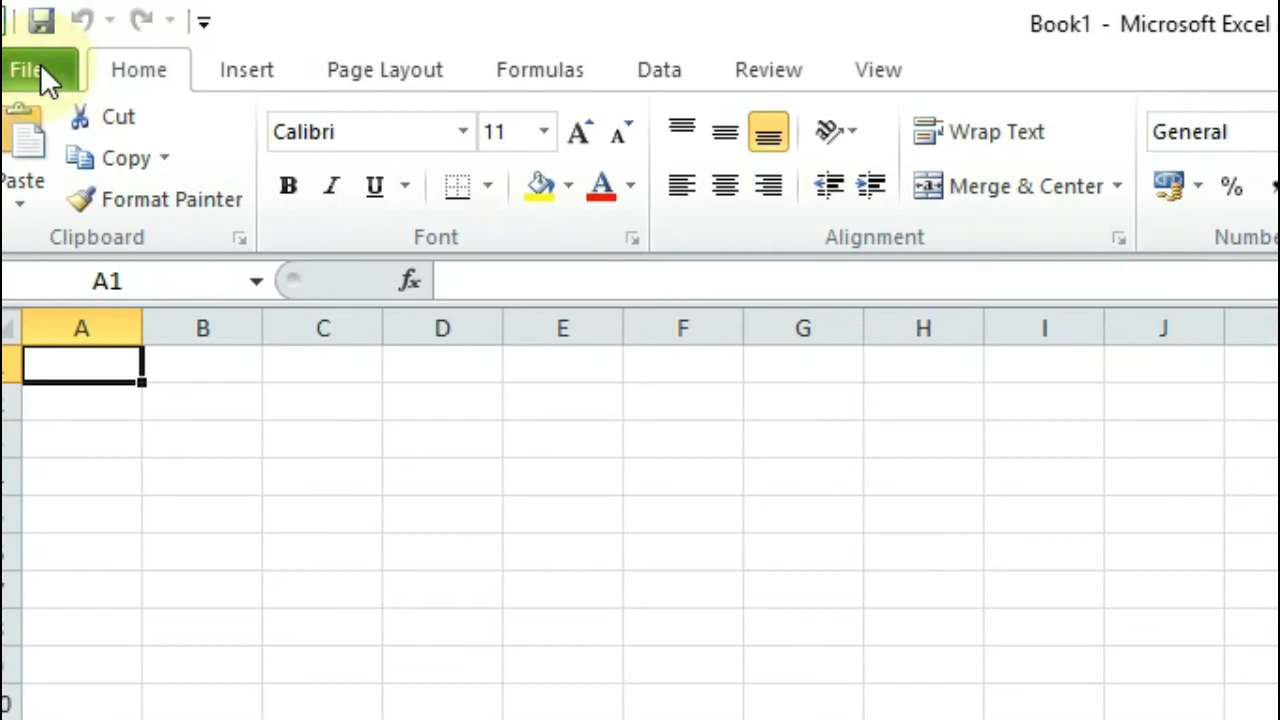 Book1 - Microsoft Excel
File Home Insert Page Layout Formulas Data Review View
Cut
Calibri 11 Wrap Text General
Copy
Paste
B I U A Merge & Center %
Format Painter
Clipboard Font Alignment
A1 fx
A B C D E F G H I J